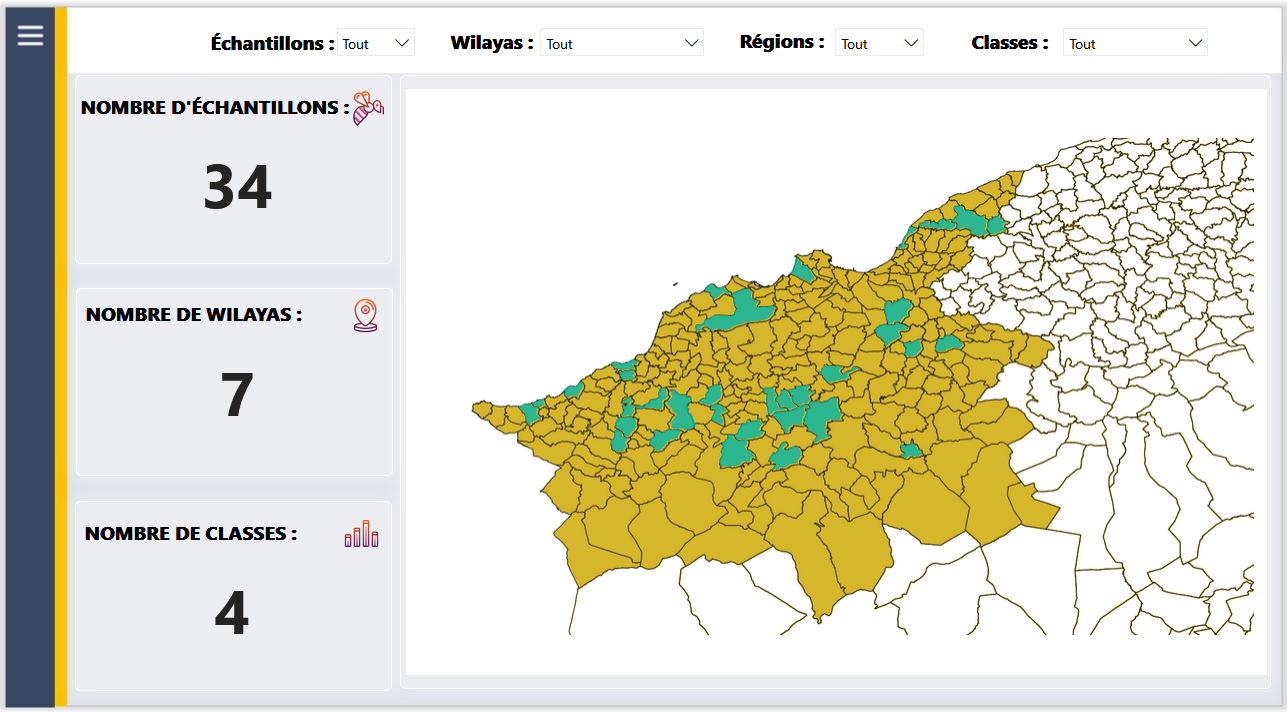 Échantillons : Tout Wilayas : Tout Régions : Tout Classes : Tout
NOMBRE D'ÉCHANTILLONS :
34
NOMBRE DE WILAYAS :
7
NOMBRE DE CLASSES :
4